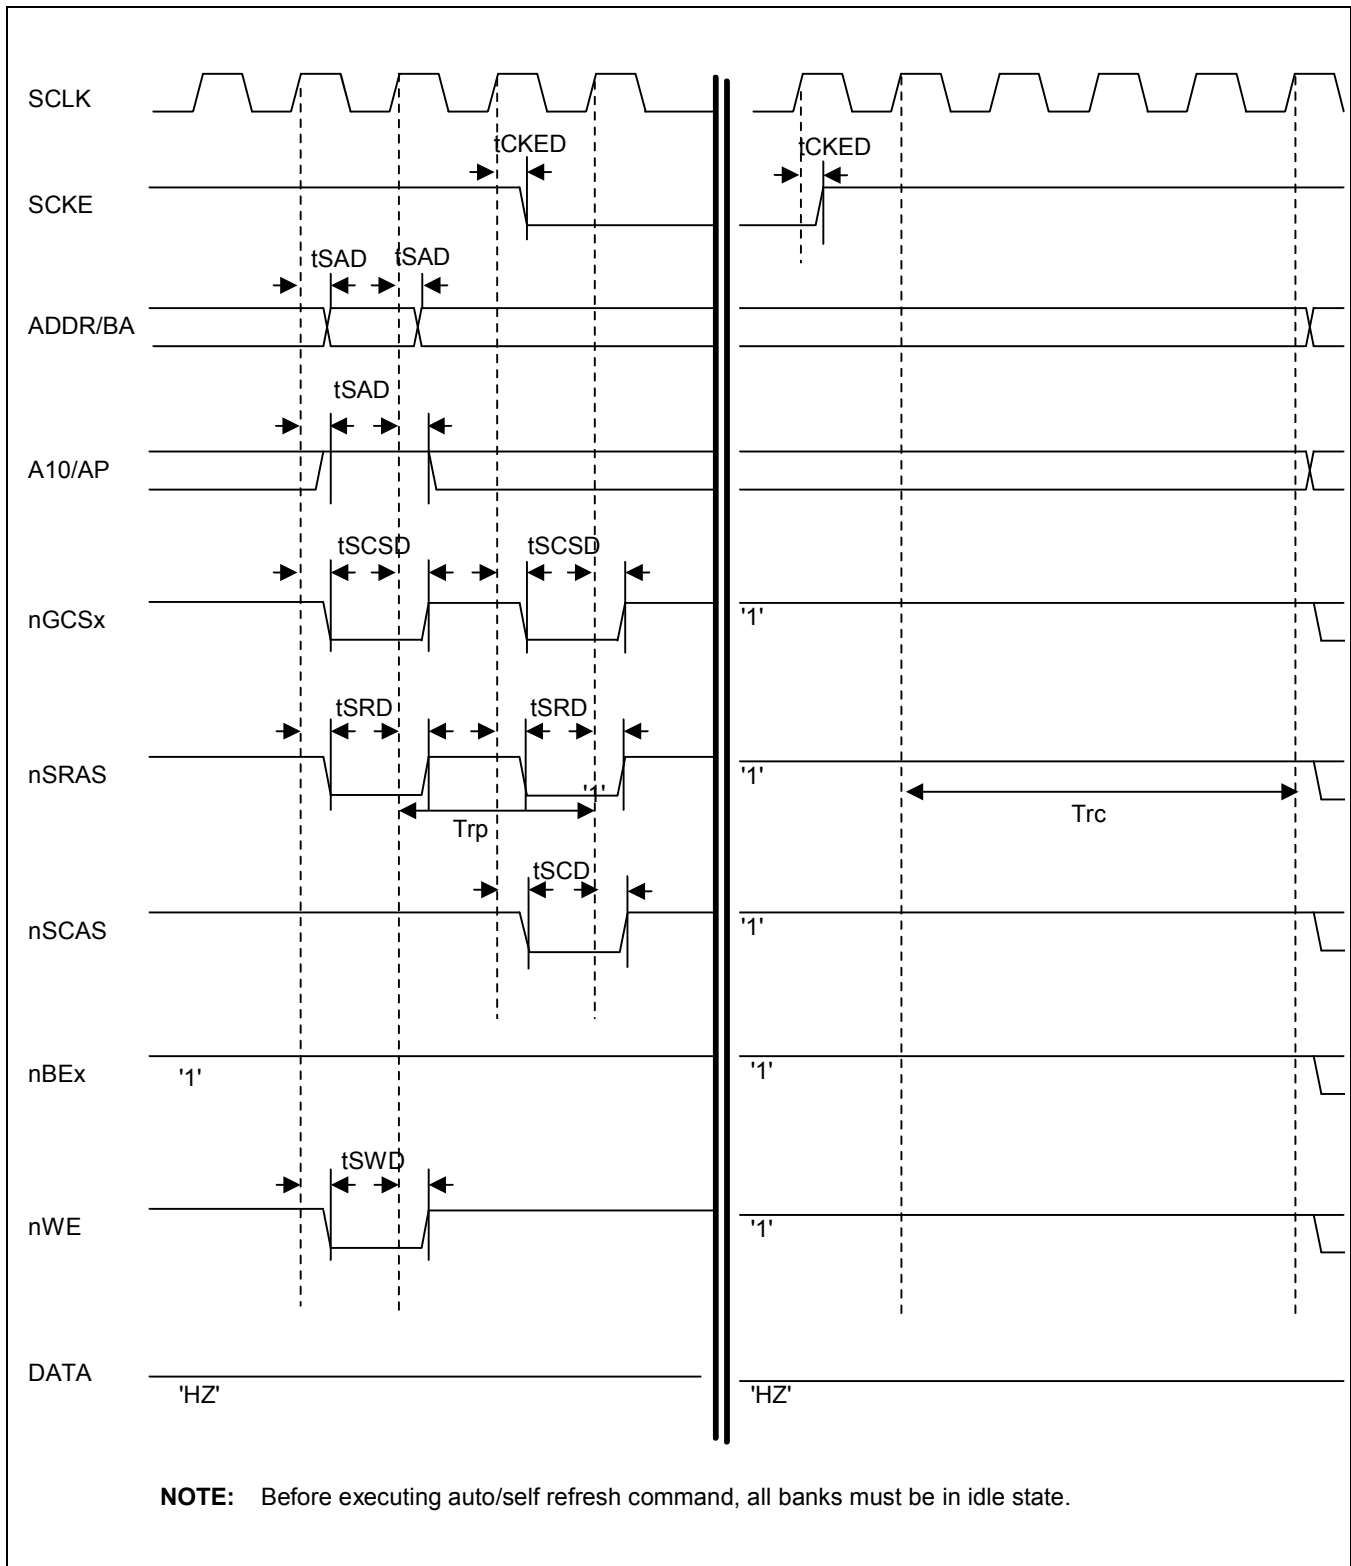 SCLK
tCKED
tCKED
SCKE
tSAD
tSAD
ADDR/BA
tSAD
A10/AP
tSCSD
tSCSD
nGCSx
'1'
tSRD
tSRD
nSRAS
'1'
'1'
Trp
Trc
tSCD
nSCAS
'1'
nBEx
'1'
'1'
tSWD
nWE
'1'
DATA
'HZ'
'HZ'
NOTE: Before executing auto/self refresh command, all banks must be in idle state.